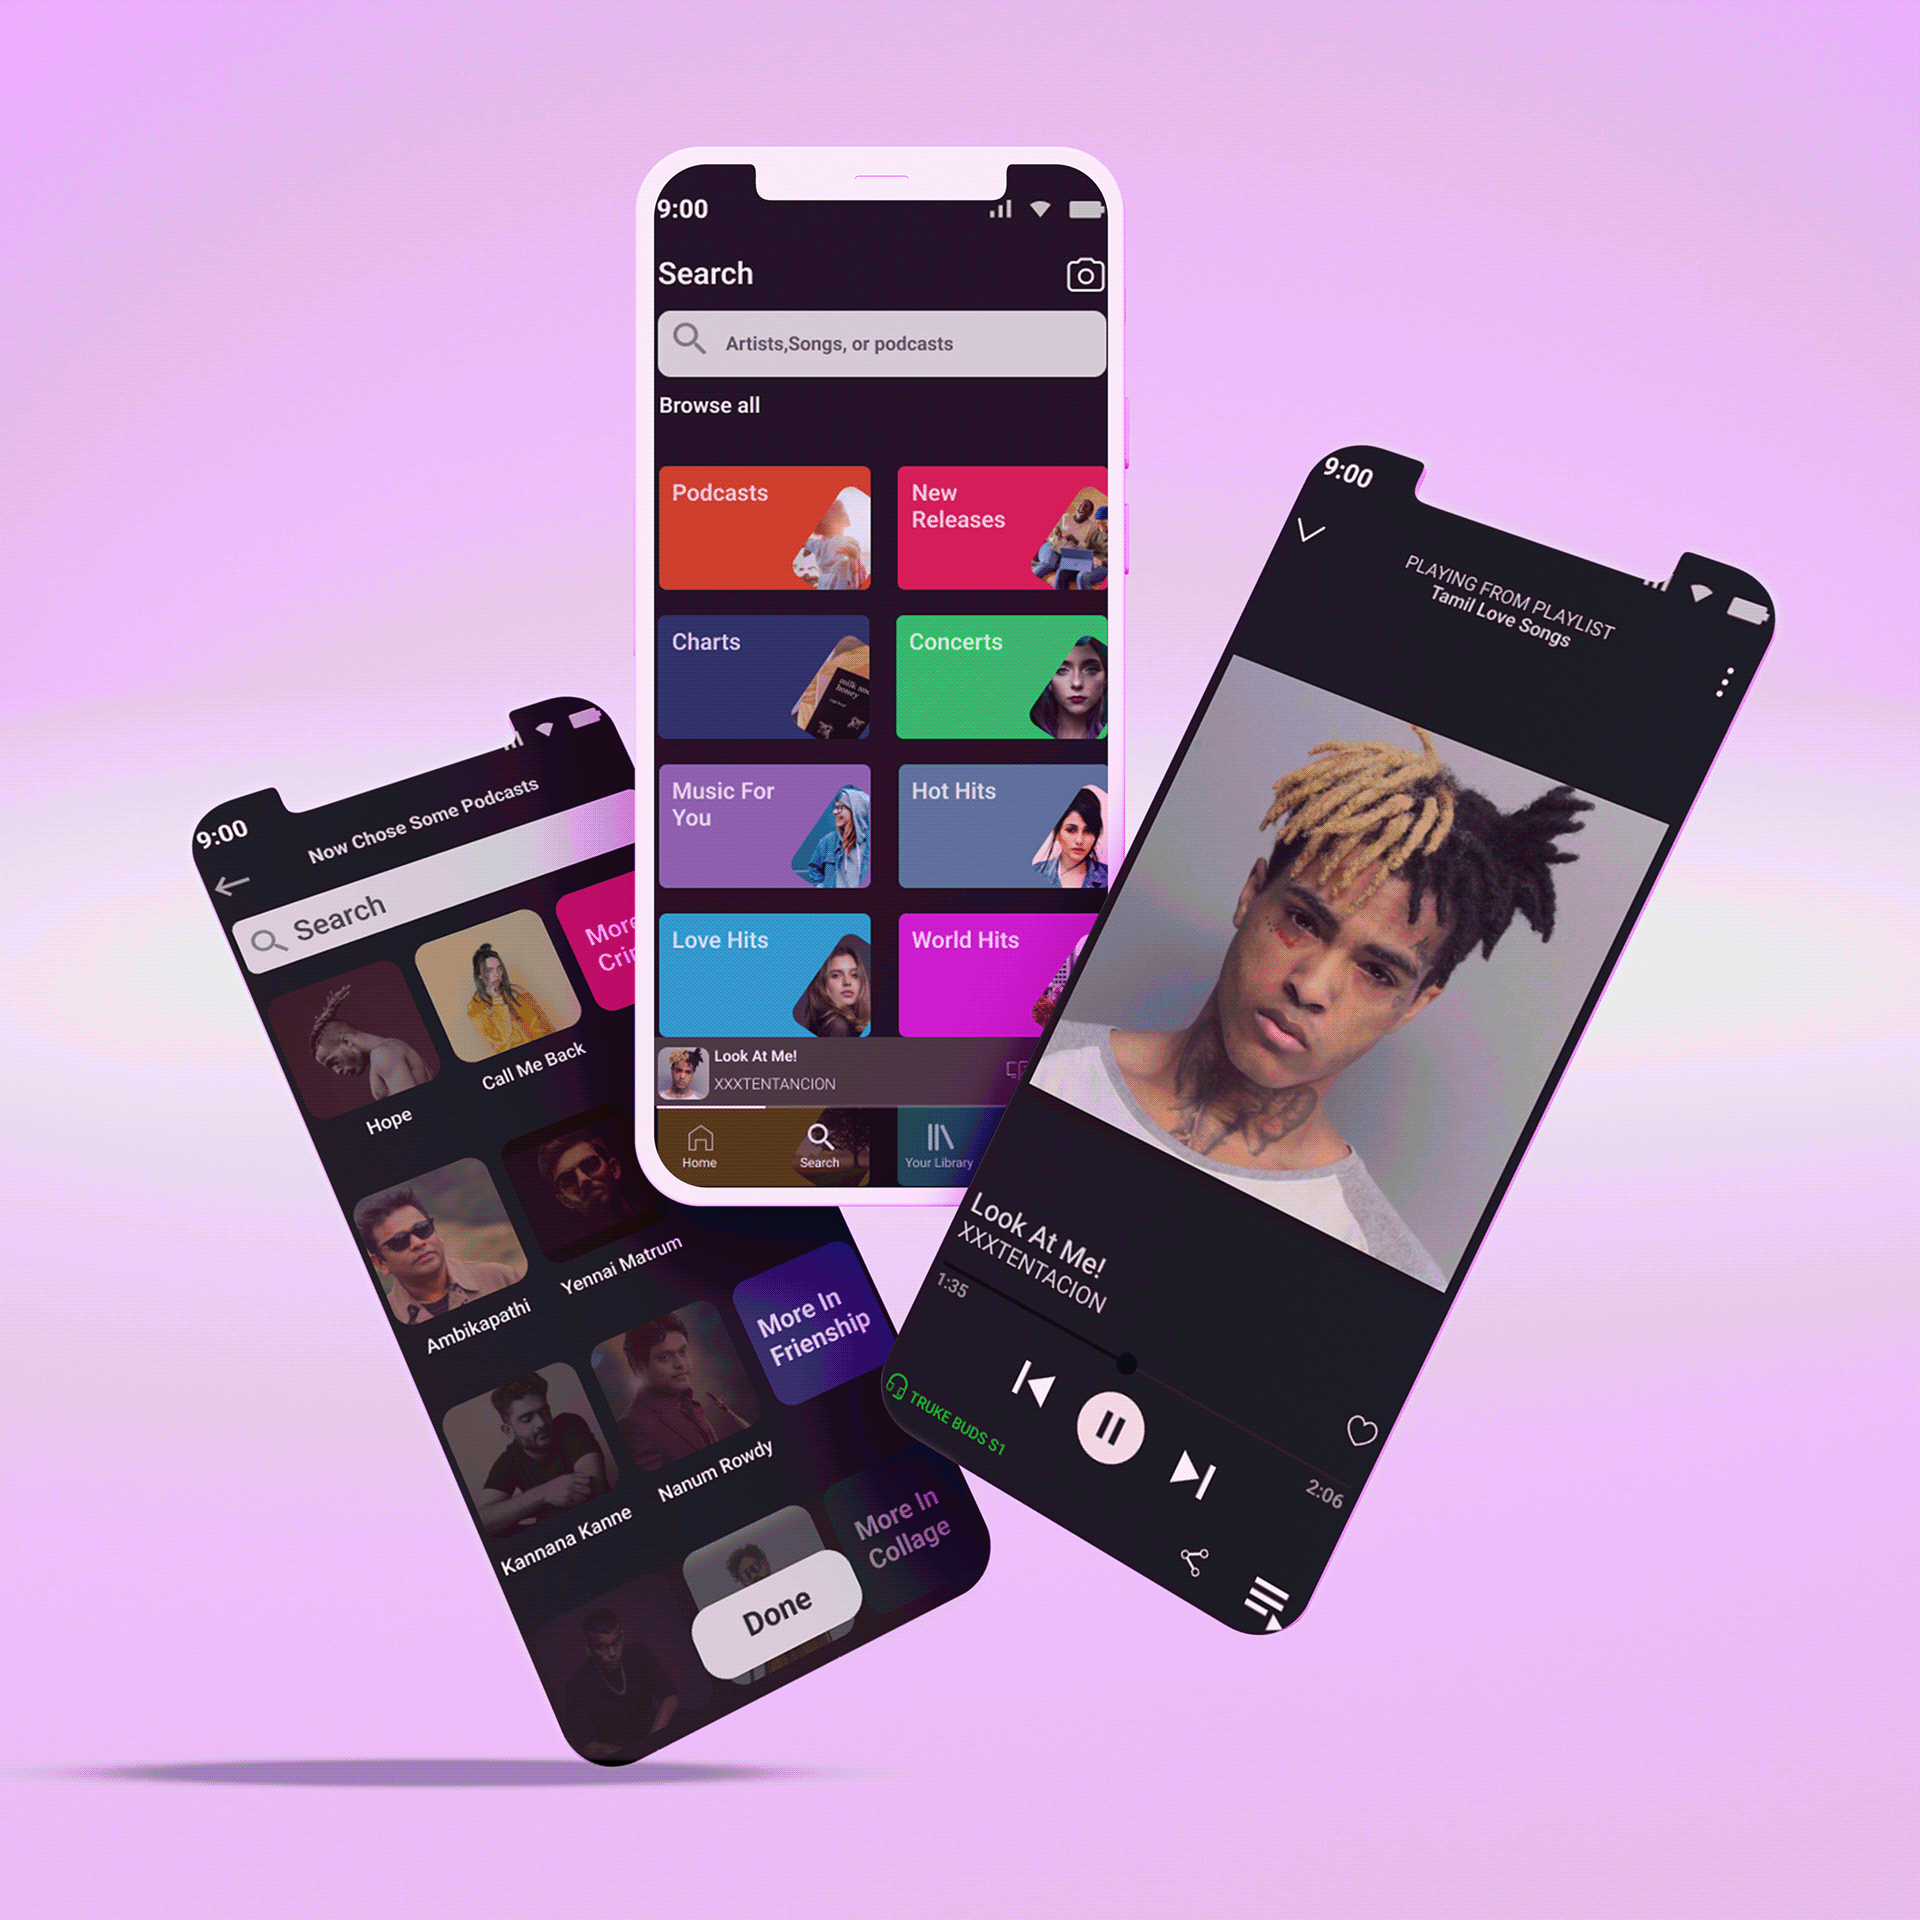 9:00
Now Chose Some Podcasts
Search
More
Hope
Call Me Back
Ambikapathi
Yennai Matrum
More In
Frienship
Kannana Kanne
Nanum Rowdy
More In
Collage
Done
9:00
Search
Artists,Songs, or podcasts
Browse all
Podcasts
New
Releases
Charts
milk and
honey
Concerts
Music For
You
Hot Hits
Love Hits
World Hits
Look At Me!
XXXTENTANCION
Home
Search
Your Library
9:00
PLAYING FROM PLAYLIST
Tamil Love Songs
Look At Me!
XXXTENTACION
1:35
2:06
TRUKE BUDS S1